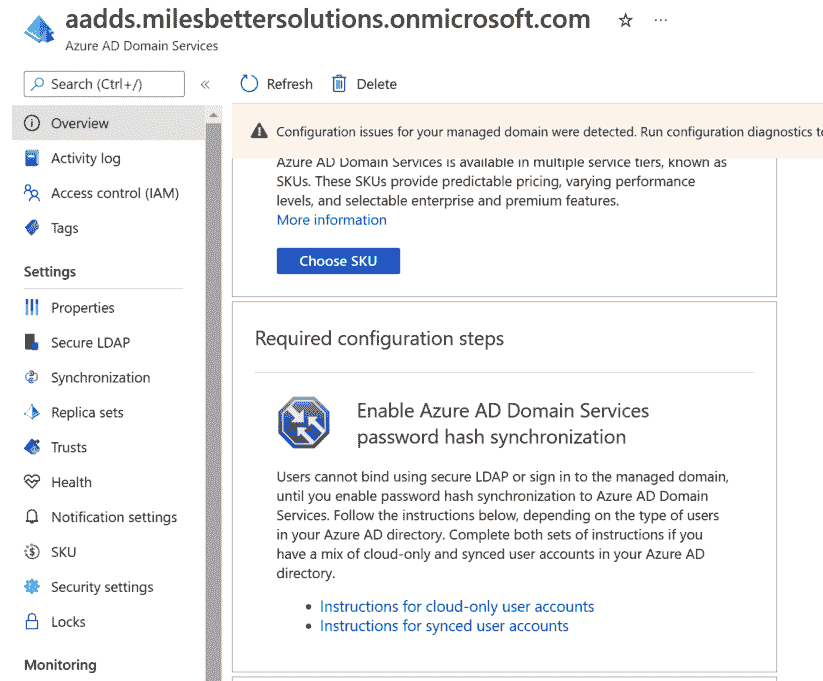 aadds.milesbettersolutions.onmicrosoft.com
Azure AD Domain Services
Search (Ctrl+/)
«
Refresh
Delete
Overview
Activity log
Access control (IAM)
Tags
Settings
Properties
Secure LDAP
Synchronization
Replica sets
Trusts
Health
Notification settings
SKU
Security settings
Locks
Monitoring
Configuration issues for your managed domain were detected. Run configuration diagnostics to
Azure AD Domain Services is available in multiple service tiers, known as
SKUs. These SKUs provide predictable pricing, varying performance
levels, and selectable enterprise and premium features.
More information
Choose SKU
Required configuration steps
Enable Azure AD Domain Services
password hash synchronization
Users cannot bind using secure LDAP or sign in to the managed domain,
until you enable password hash synchronization to Azure AD Domain
Services. Follow the instructions below, depending on the type of users
in your Azure AD directory. Complete both sets of instructions if you
have a mix of cloud-only and synced user accounts in your Azure AD
directory.
• Instructions for cloud-only user accounts
• Instructions for synced user accounts